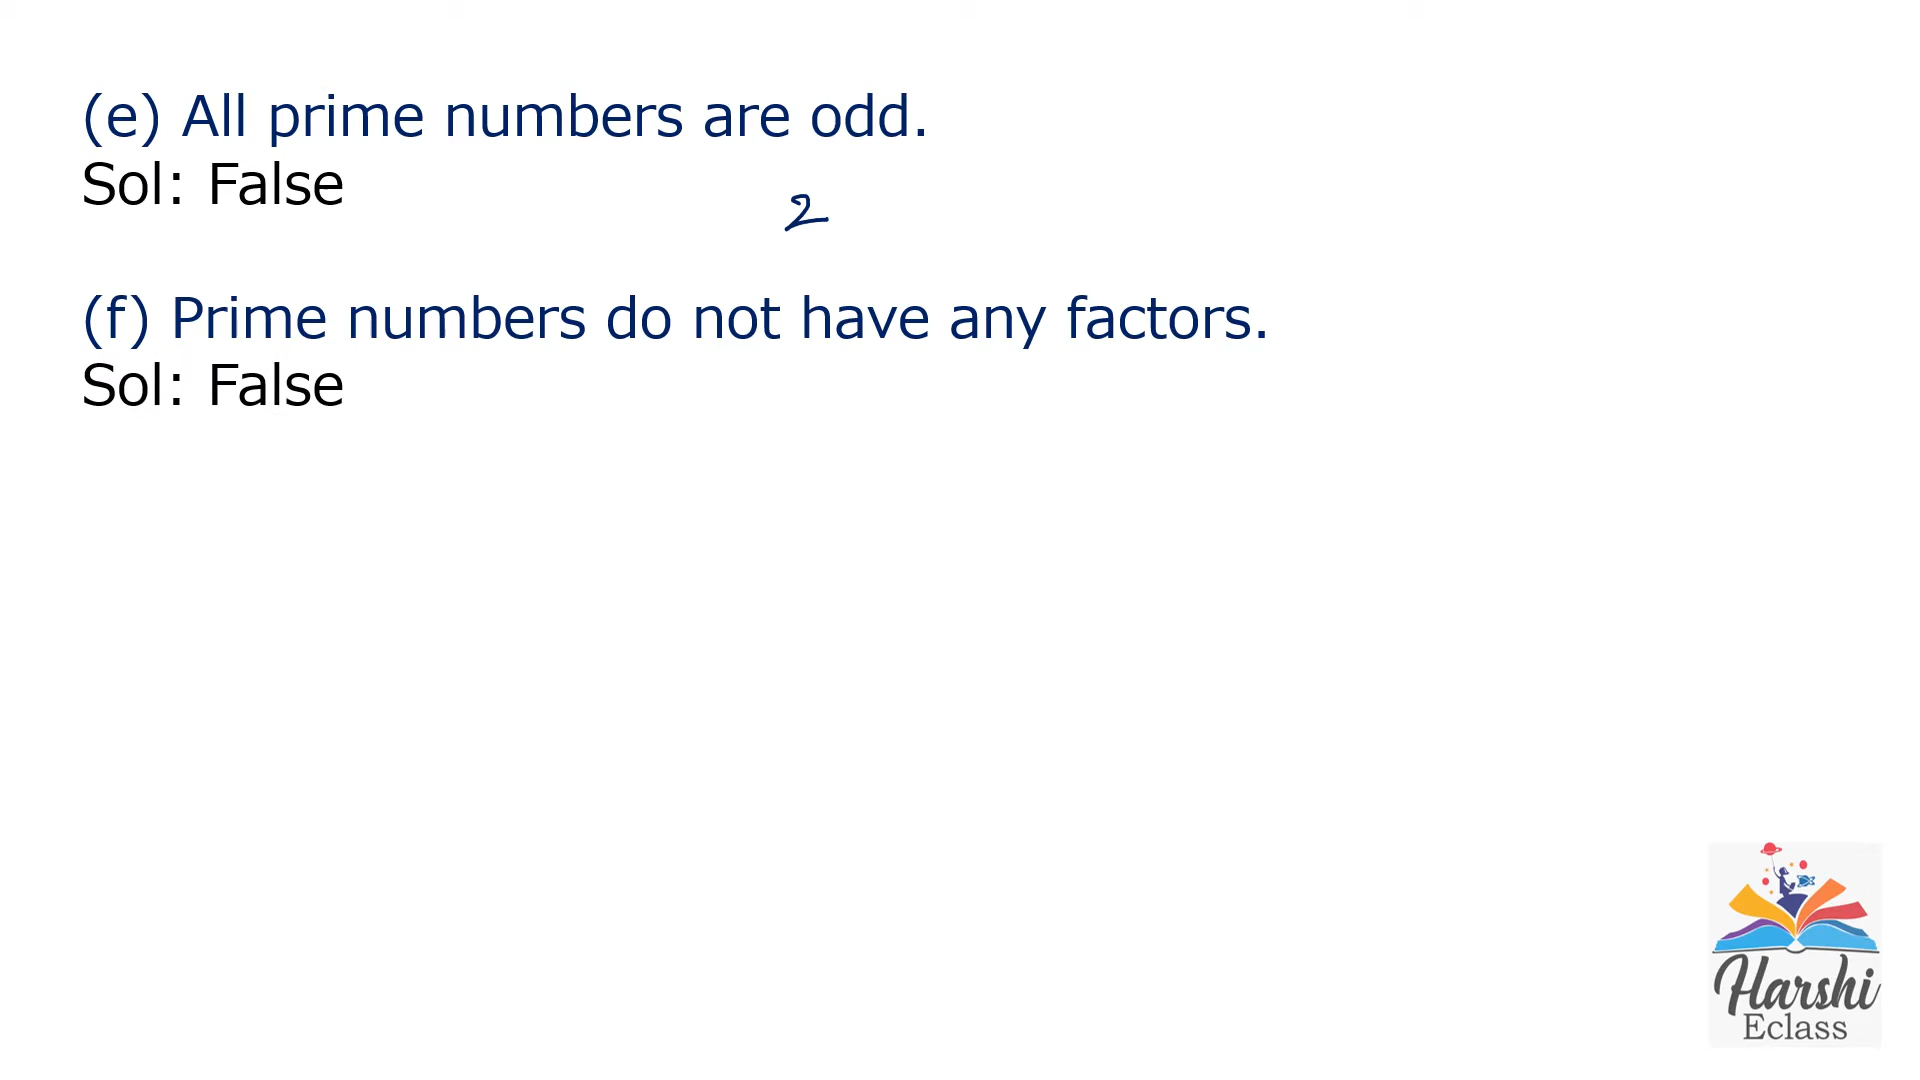 (e) All prime numbers are odd.
Sol: False
2
(f) Prime numbers do not have any factors.
Sol: False
Harshi
Eclass